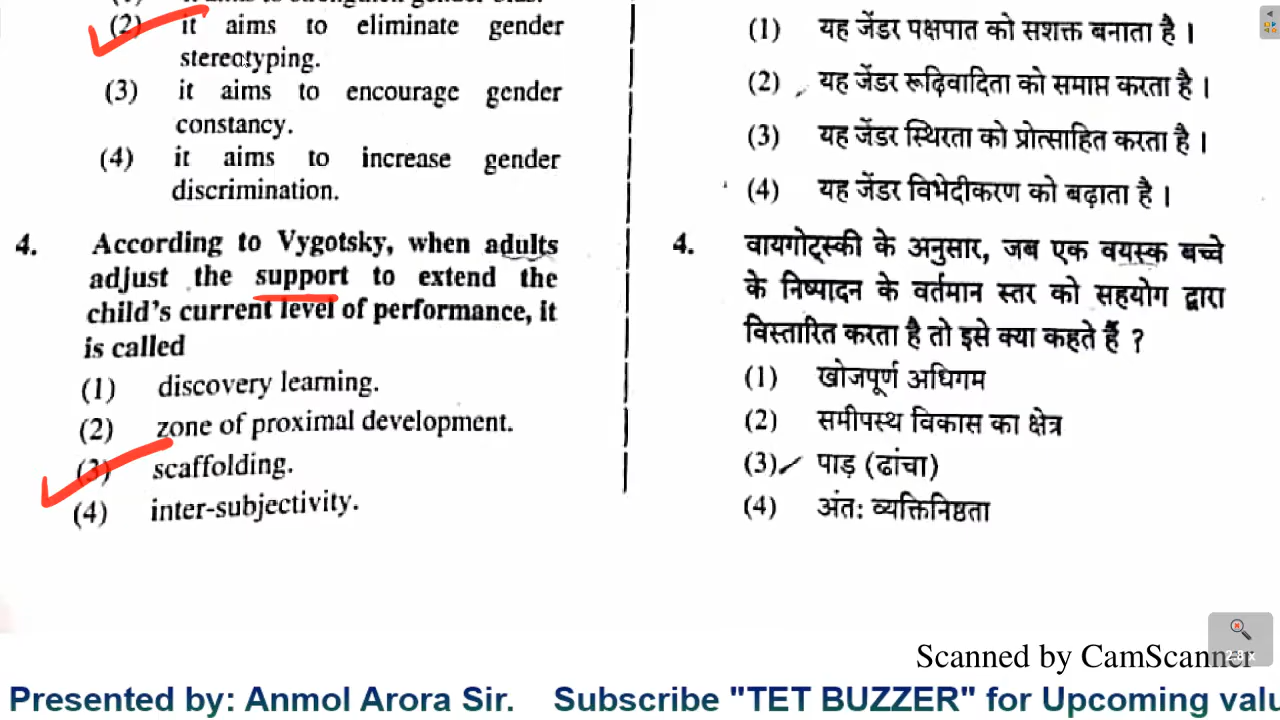 (2) it aims to eliminate gender
stereotyping.
(3) it aims to encourage gender
constancy.
(4) it aims to increase gender
discrimination.
4. According to Vygotsky, when adults
adjust the support to extend the
child's current level of performance, it
is called
(1) discovery learning.
(2) zone of proximal development.
(3) scaffolding.
(4) inter-subjectivity.
(1) यह जेंडर पक्षपात को सशक्त बनाता है ।
(2) यह जेंडर रूढ़िवादिता को समाप्त करता है ।
(3) यह जेंडर स्थिरता को प्रोत्साहित करता है ।
(4) यह जेंडर विभेदीकरण को बढ़ाता है ।
4. वायगोट्स्की के अनुसार, जब एक वयस्क बच्चे
के निष्पादन के वर्तमान स्तर को सहयोग द्वारा
विस्तारित करता है तो इसे क्या कहते हैं ?
(1) खोजपूर्ण अधिगम
(2) समीपस्थ विकास का क्षेत्र
(3) पाड़ (ढांचा)
(4) अंतः व्यक्तिनिष्ठता
2.8 x
Scanned by CamScanner
Presented by: Anmol Arora Sir. Subscribe "TET BUZZER" for Upcoming valu